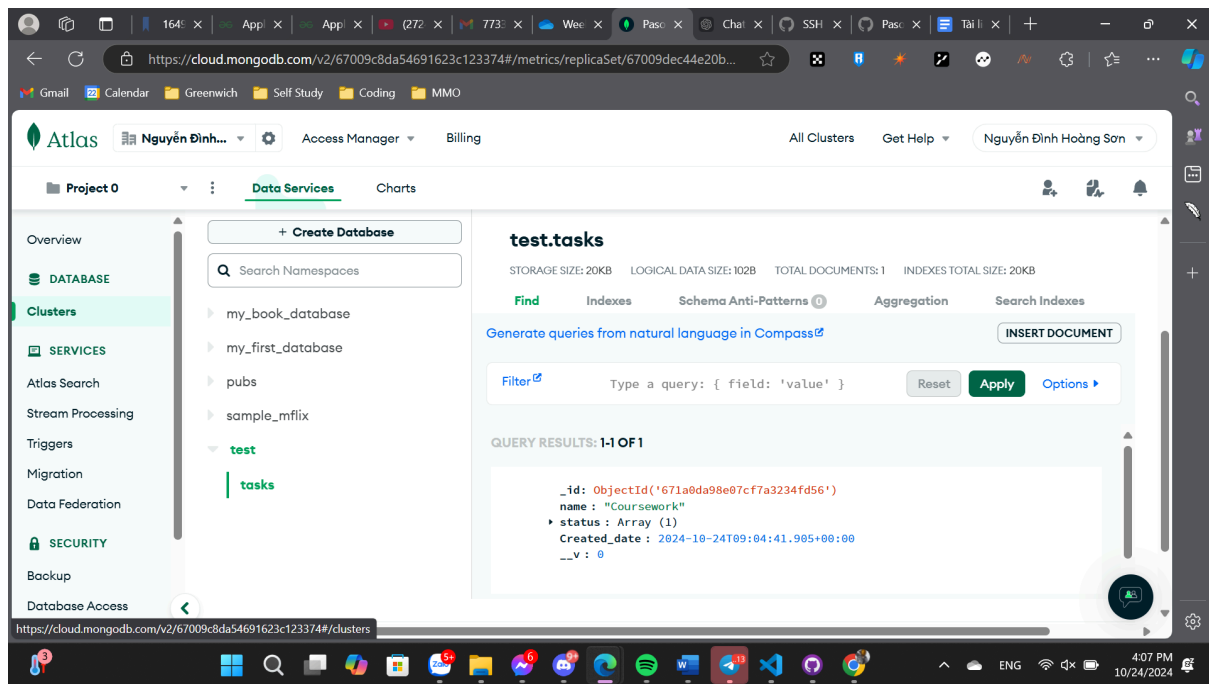 1649
Appl
Appl
(272
773:
Wee
Paso
Chat
SSH
Pasc
Tài li
https://cloud.mongodb.com/v2/67009c8da54691623c123374#/metrics/replicaSet/67009dec44e20b...
Gmail
22 Calendar
Greenwich
Self Study
Coding
MMO
Atlas
Nguyễn Đình...
Access Manager
Billing
All Clusters
Get Help
Nguyễn Đình Hoàng Sơn
Project 0
Data Services
Charts
Overview
DATABASE
Clusters
SERVICES
Atlas Search
Stream Processing
Triggers
Migration
Data Federation
SECURITY
Backup
Database Access
+ Create Database
Search Namespaces
my_book_database
my_first_database
pubs
sample_mflix
test
tasks
test.tasks
STORAGE SIZE: 20KB LOGICAL DATA SIZE: 102B TOTAL DOCUMENTS: 1 INDEXES TOTAL SIZE: 20KB
Find
Indexes
Schema Anti-Patterns 0
Aggregation
Search Indexes
Generate queries from natural language in Compass
INSERT DOCUMENT
Filter
Type a query: { field: 'value' }
Reset
Apply
Options
QUERY RESULTS: 1-1 OF 1
_id: ObjectId('671a0da98e07cf7a3234fd56')
name : "Coursework"
status : Array (1)
Created_date : 2024-10-24T09:04:41.905+00:00
__v : 0
https://cloud.mongodb.com/v2/67009c8da54691623c123374#/clusters
3
Zalo
5+
6
9+
13
ENG
4:07 PM
10/24/2024